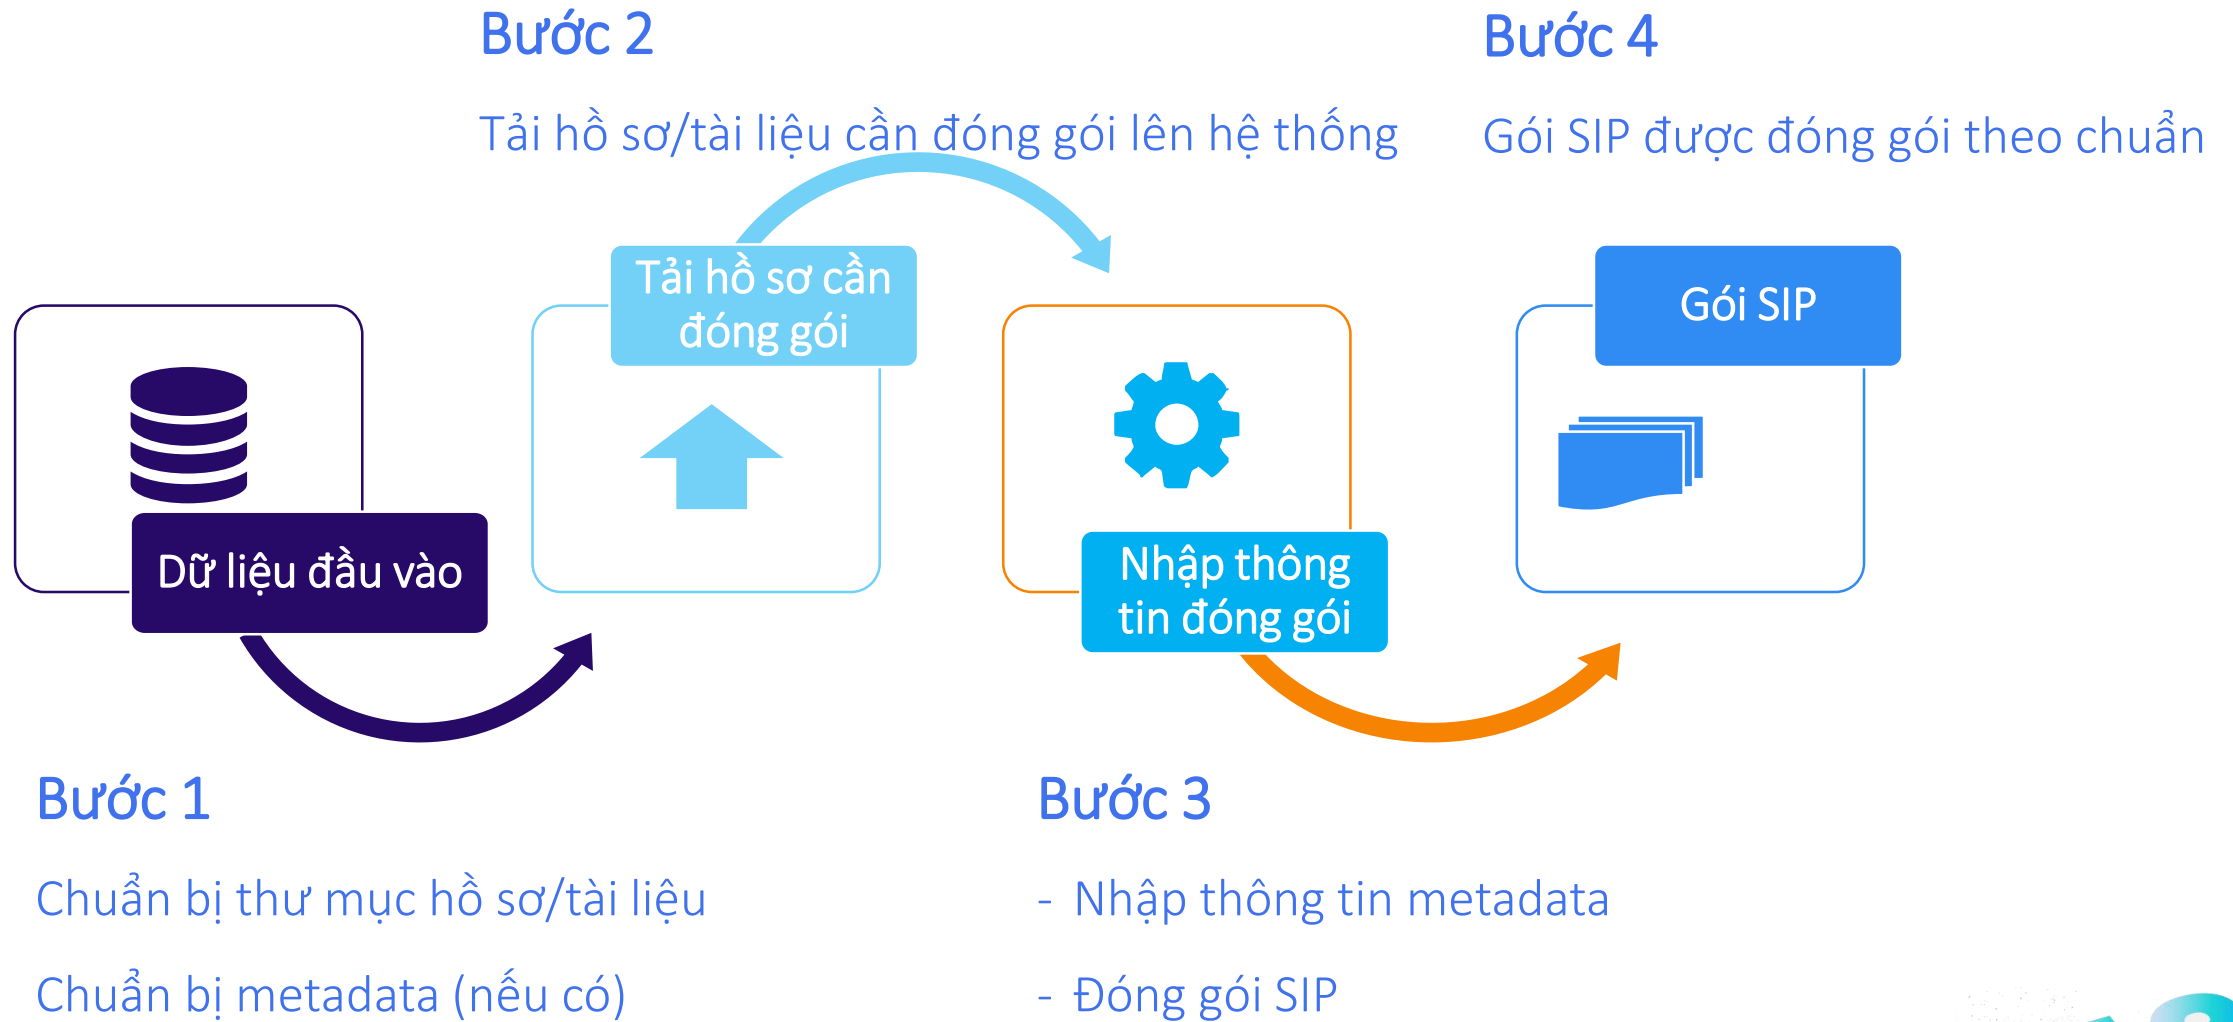 Bước 2
Tải hồ sơ/tài liệu cần đóng gói lên hệ thống
Bước 4
Gói SIP được đóng gói theo chuẩn
Dữ liệu đầu vào
Tải hồ sơ cần
đóng gói
Nhập thông
tin đóng gói
Gói SIP
Bước 1
Chuẩn bị thư mục hồ sơ/tài liệu
Chuẩn bị metadata (nếu có)
Bước 3
- Nhập thông tin metadata
- Đóng gói SIP